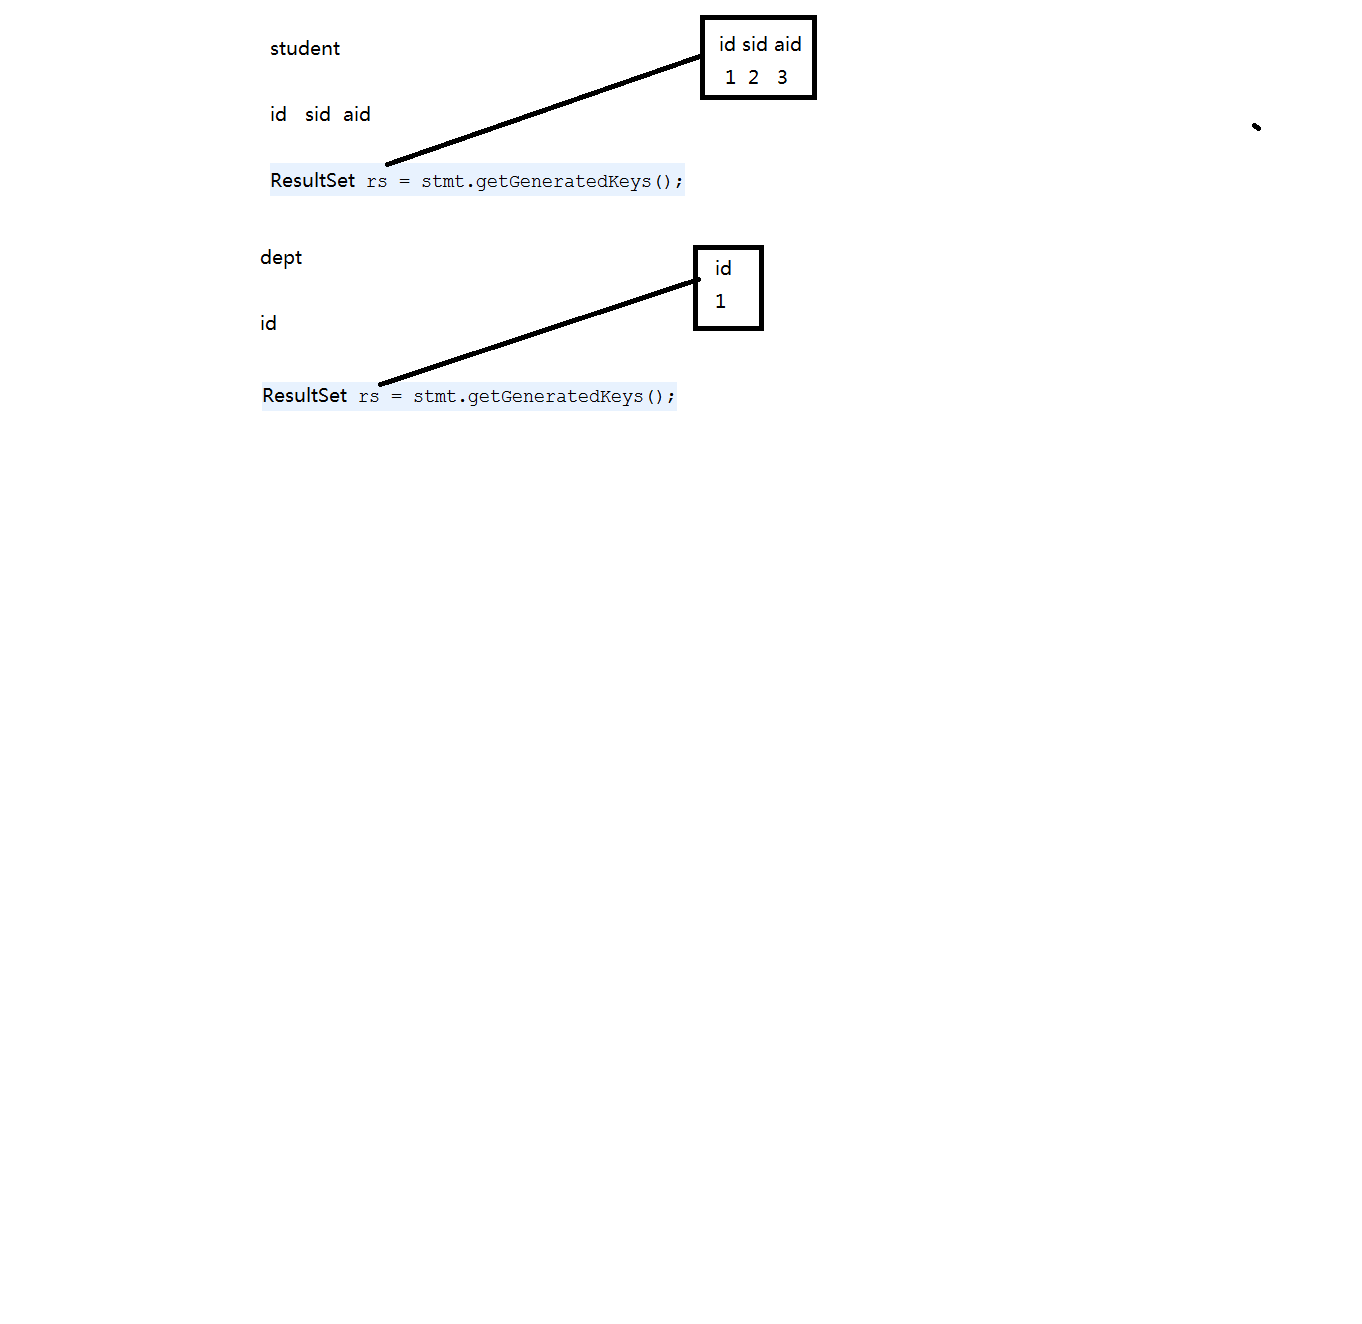 student
id sid aid
ResultSet rs = stmt.getGeneratedKeys();
id sid aid
1 2 3
dept
id
ResultSet rs = stmt.getGeneratedKeys();
id
1